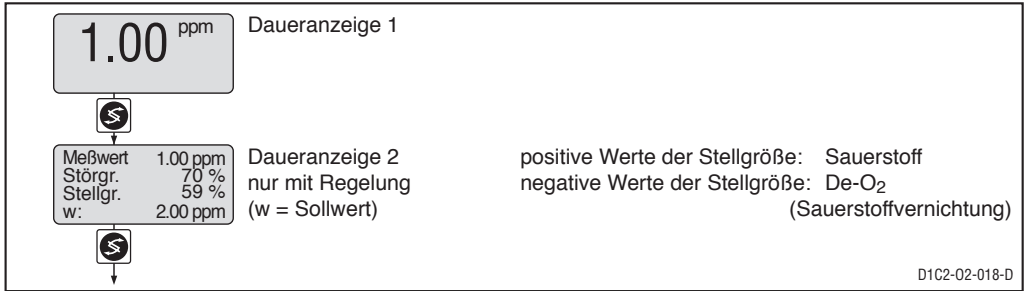 1.00 ppm
Daueranzeige 1
Meßwert 1.00 ppm
Störgr. 70 %
Stellgr. 59 %
w: 2.00 ppm
Daueranzeige 2
nur mit Regelung
(w = Sollwert)
positive Werte der Stellgröße: Sauerstoff
negative Werte der Stellgröße: De-O2
(Sauerstoffvernichtung)
D1C2-O2-018-D